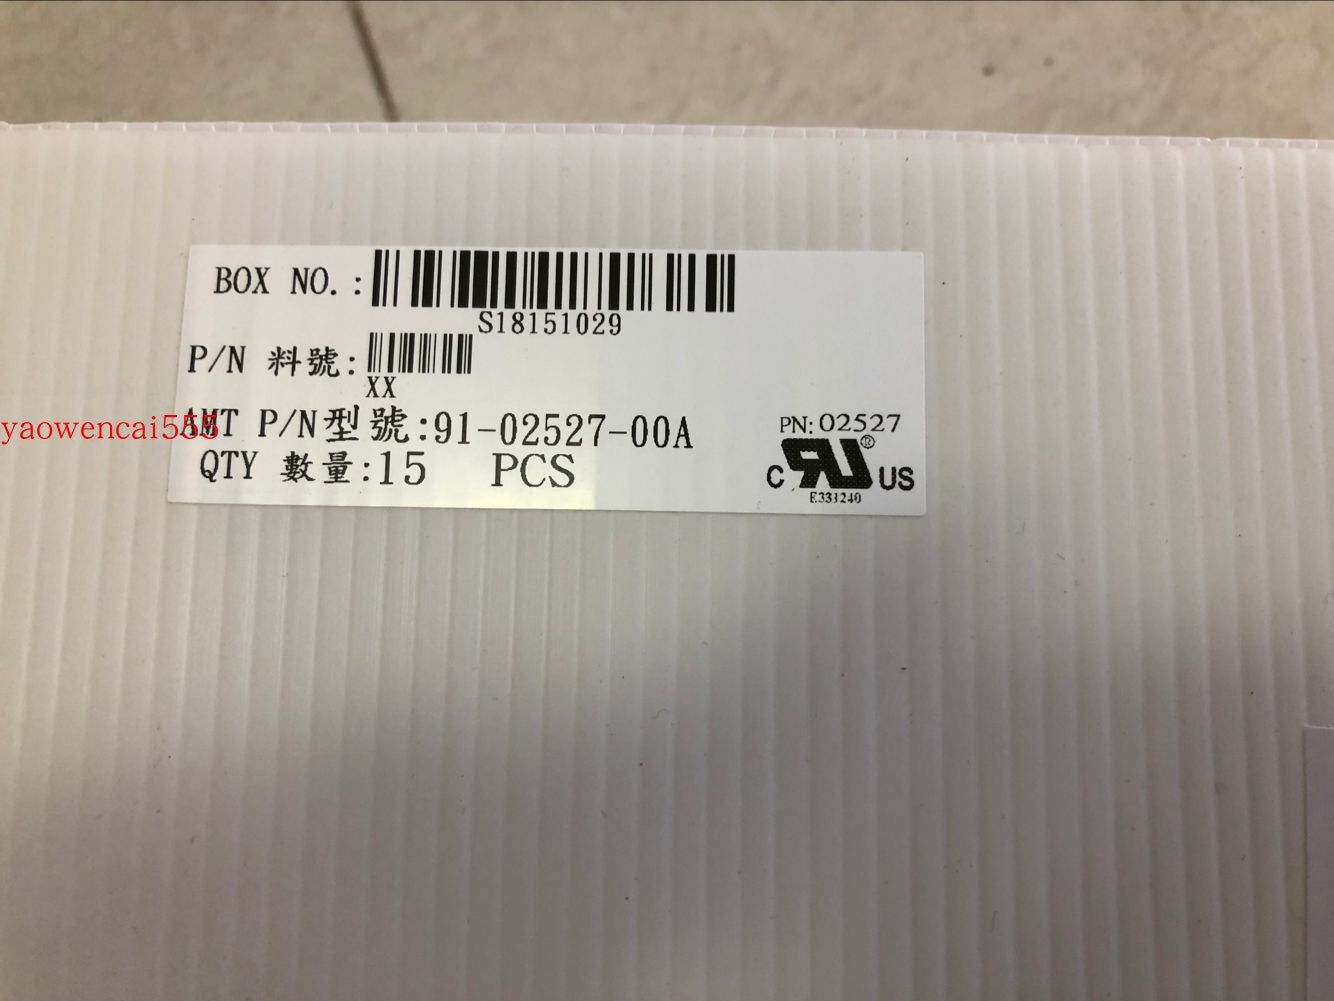 BOX NO.:
S18151029
P/N 料號:
XX
yaowencai555
AMT P/N型號:91-02527-00A
QTY 數量:15 PCS
PN: 02527
C RU® US
E331240